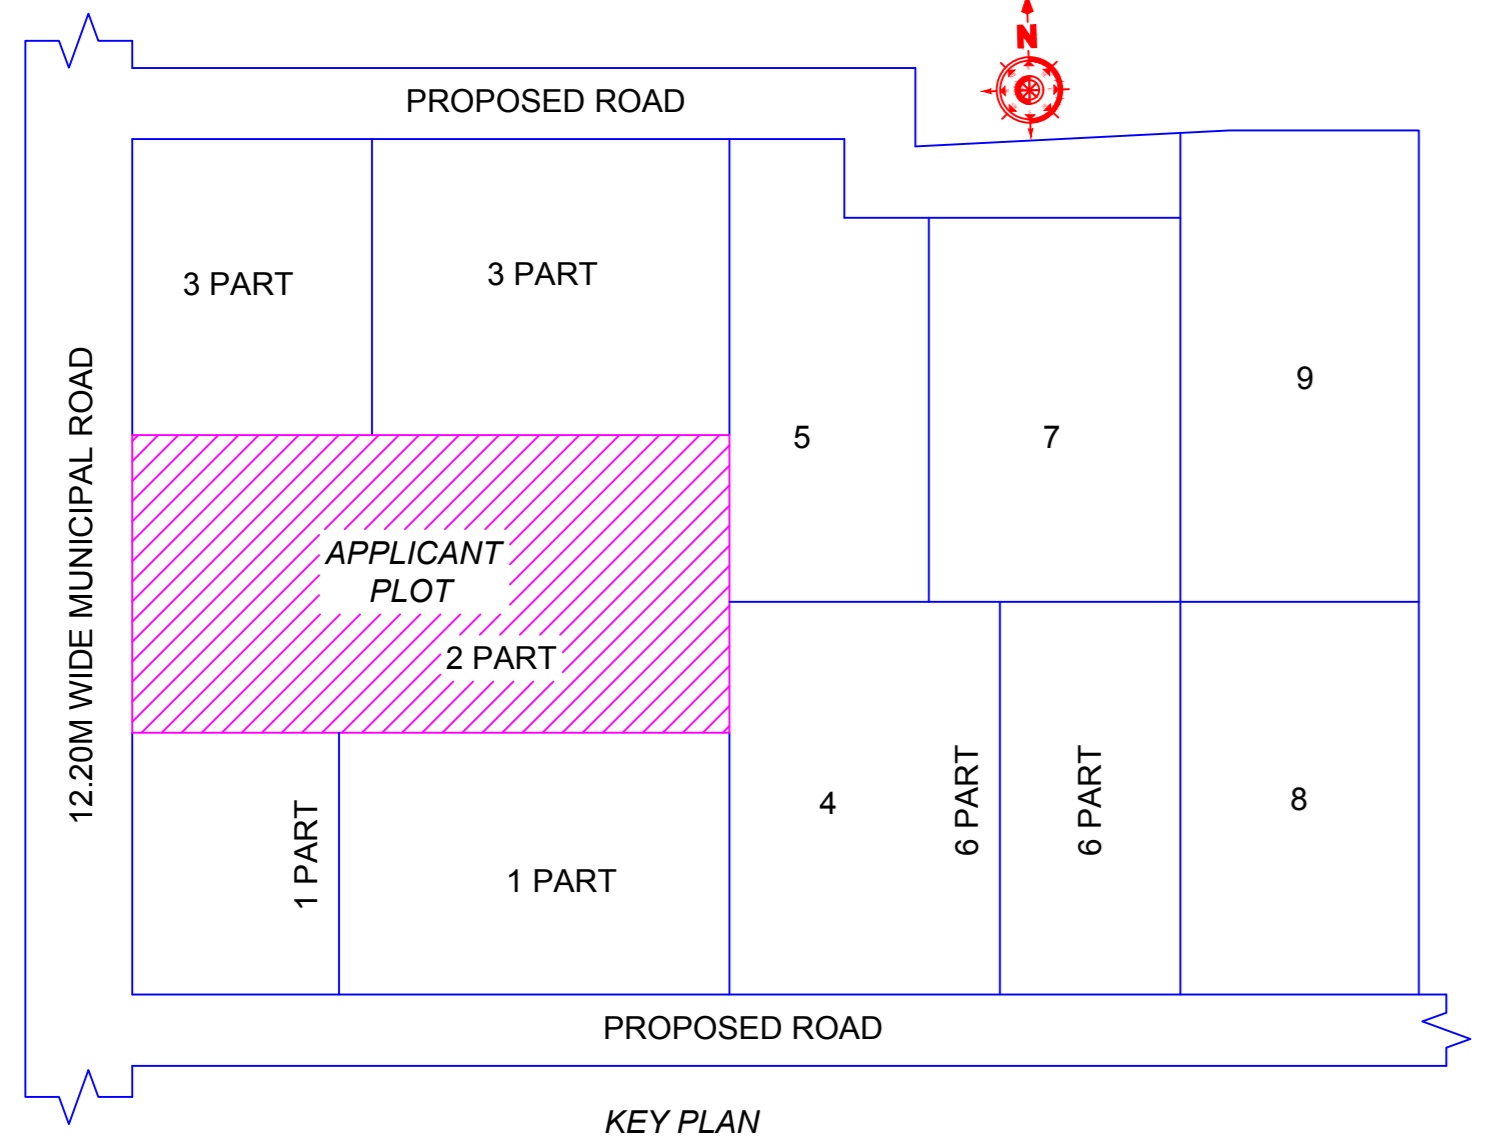 N
PROPOSED ROAD
3 PART
3 PART
12.20M WIDE MUNICIPAL ROAD
9
5
7
APPLICANT
PLOT
2 PART
6 PART
6 PART
4
8
1 PART
1 PART
PROPOSED ROAD
KEY PLAN